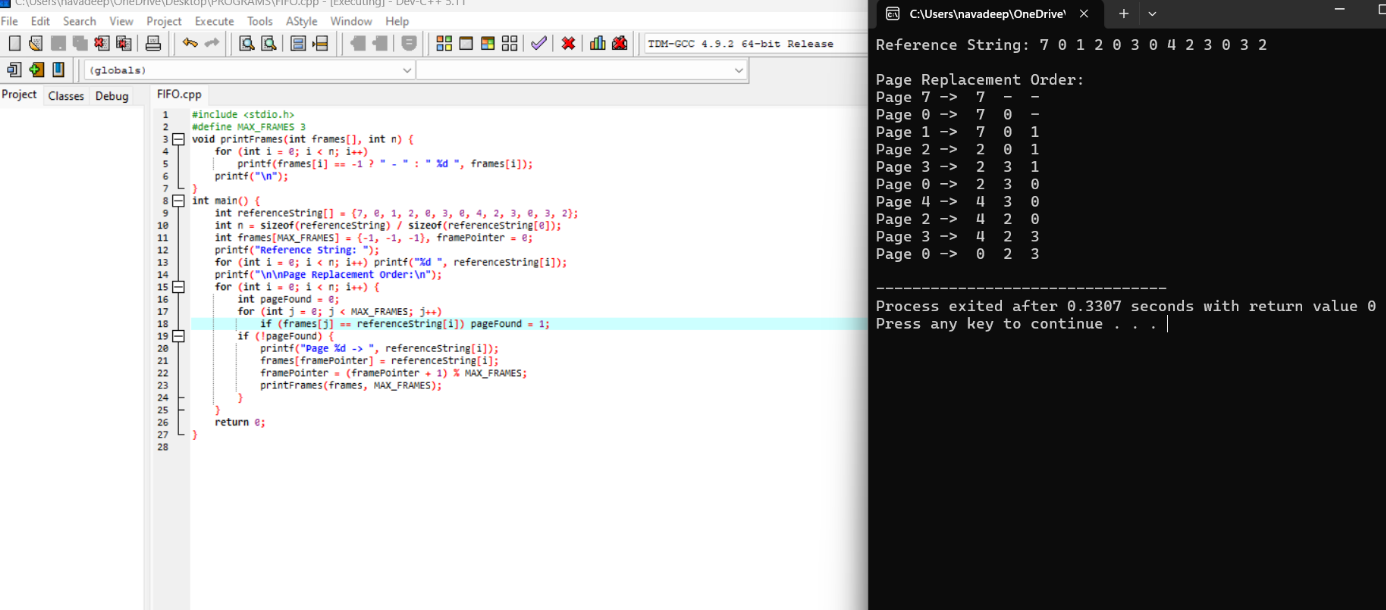 C:\Users\navadeep\OneDrive\Desktop\PROGRAMS\FIFO.cpp - [Executing] - Dev-C++ 5.11
File Edit Search View Project Execute Tools AStyle Window Help
TDM-GCC 4.9.2 64-bit Release
(globals)
Project Classes Debug
FIFO.cpp
1 #include <stdio.h>
2 #define MAX_FRAMES 3
3 void printFrames(int frames[], int n) {
4 for (int i = 0; i < n; i++)
5 printf(frames[i] == -1 ? " - " : " %d ", frames[i]);
6 printf("\n");
7 }
8 int main() {
9 int referenceString[] = {7, 0, 1, 2, 0, 3, 0, 4, 2, 3, 0, 3, 2};
10 int n = sizeof(referenceString) / sizeof(referenceString[0]);
11 int frames[MAX_FRAMES] = {-1, -1, -1}, framePointer = 0;
12 printf("Reference String: ");
13 for (int i = 0; i < n; i++) printf("%d ", referenceString[i]);
14 printf("\n\nPage Replacement Order:\n");
15 for (int i = 0; i < n; i++) {
16 int pageFound = 0;
17 for (int j = 0; j < MAX_FRAMES; j++)
18 if (frames[j] == referenceString[i]) pageFound = 1;
19 if (!pageFound) {
20 printf("Page %d -> ", referenceString[i]);
21 frames[framePointer] = referenceString[i];
22 framePointer = (framePointer + 1) % MAX_FRAMES;
23 printFrames(frames, MAX_FRAMES);
24 }
25 }
26 return 0;
27 }
28
C:\Users\navadeep\OneDrive\
Reference String: 7 0 1 2 0 3 0 4 2 3 0 3 2
Page Replacement Order:
Page 7 -> 7 - -
Page 0 -> 7 0 -
Page 1 -> 7 0 1
Page 2 -> 2 0 1
Page 3 -> 2 3 1
Page 0 -> 2 3 0
Page 4 -> 4 3 0
Page 2 -> 4 2 0
Page 3 -> 4 2 3
Page 0 -> 0 2 3
--------------------------------
Process exited after 0.3307 seconds with return value 0
Press any key to continue . . .